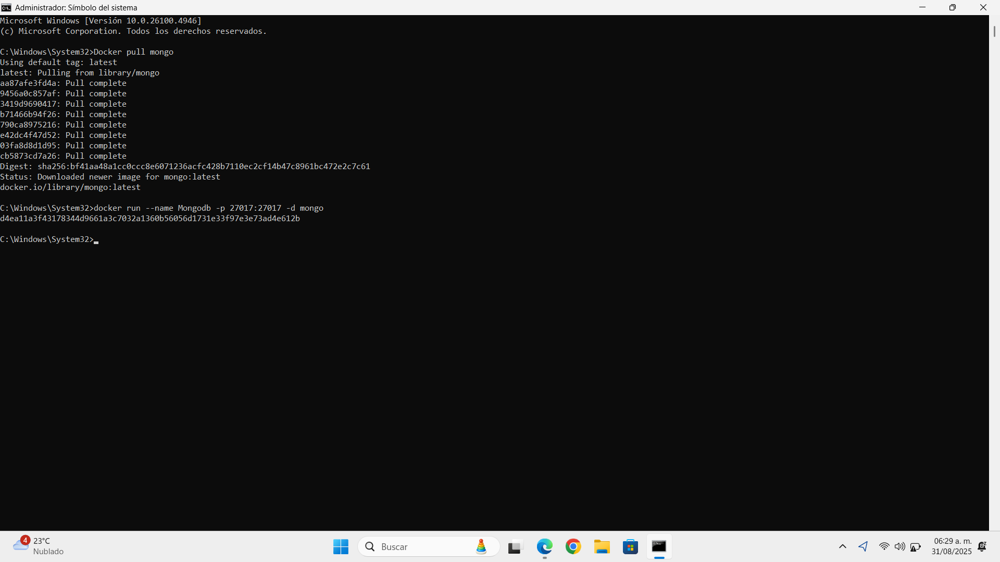 Administrador: Símbolo del sistema
Microsoft Windows [Versión 10.0.26100.4946]
(c) Microsoft Corporation. Todos los derechos reservados.
C:\Windows\System32>Docker pull mongo
Using default tag: latest
latest: Pulling from library/mongo
aa87afe3fd4a: Pull complete
9456a0c857af: Pull complete
3419d9690417: Pull complete
b71466b94f26: Pull complete
790ca8975216: Pull complete
e42dc4f47d52: Pull complete
03fa8d8d1d95: Pull complete
cb5873cd7a26: Pull complete
Digest: sha256:bf41aa48a1cc0ccc8e6071236acfc428b7110ec2cf14b47c8961bc472e2c7c61
Status: Downloaded newer image for mongo:latest
docker.io/library/mongo:latest
C:\Windows\System32>docker run --name Mongodb -p 27017:27017 -d mongo
d4ea11a3f43178344d9661a3c7032a1360b56056d1731e33f97e3e73ad4e612b
C:\Windows\System32>
4
23°C
Nublado
Buscar
06:29 a. m.
31/08/2025